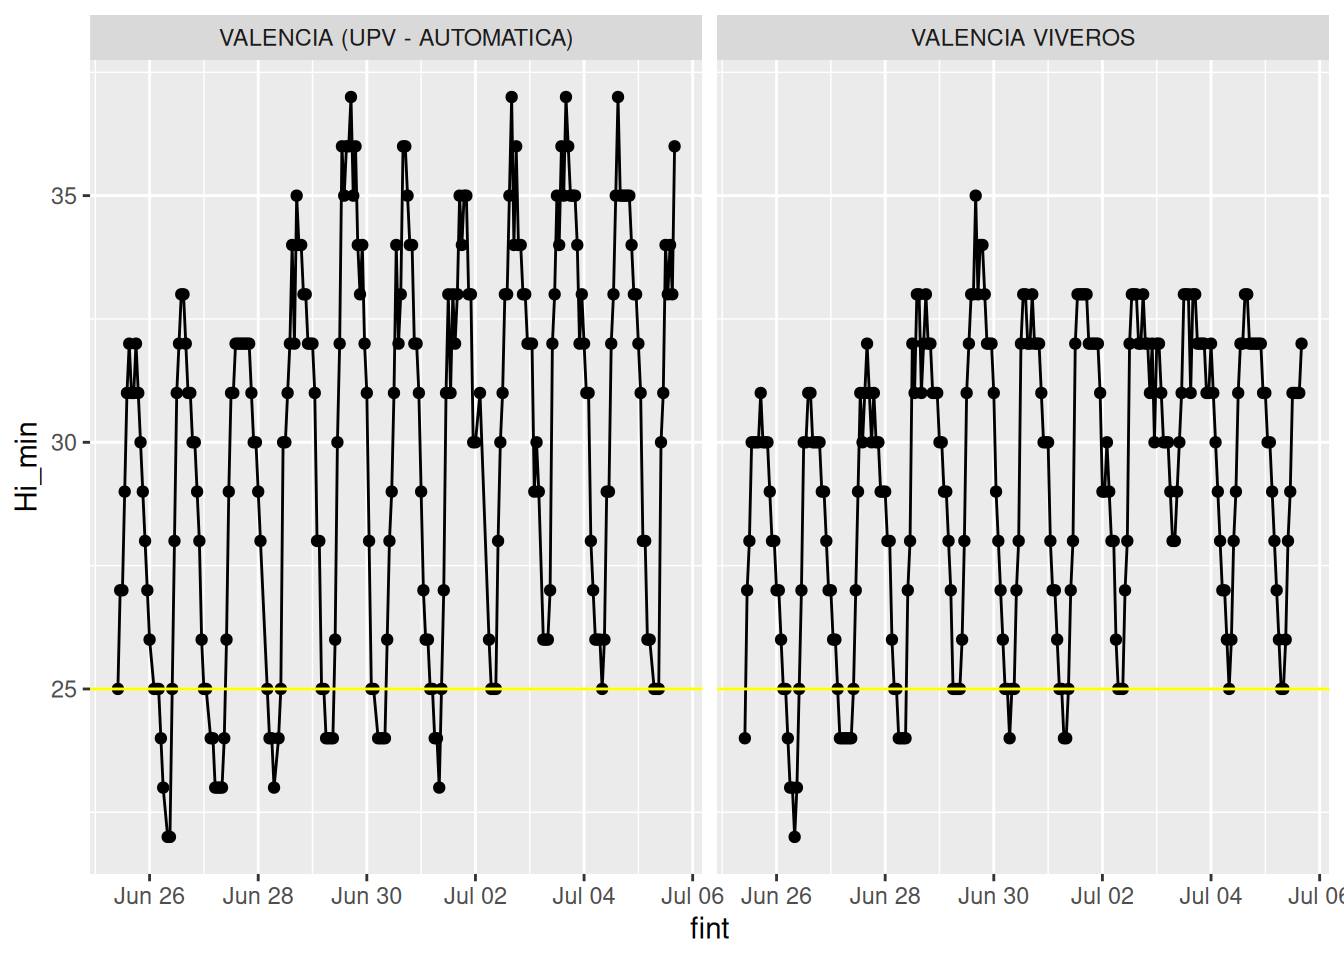 VALENCIA (UPV - AUTOMATICA)
VALENCIA VIVEROS
Hi_min
35
30
25
Jun 26 Jun 28 Jun 30 Jul 02 Jul 04 Jul 06
Jun 26 Jun 28 Jun 30 Jul 02 Jul 04 Jul 06
fint